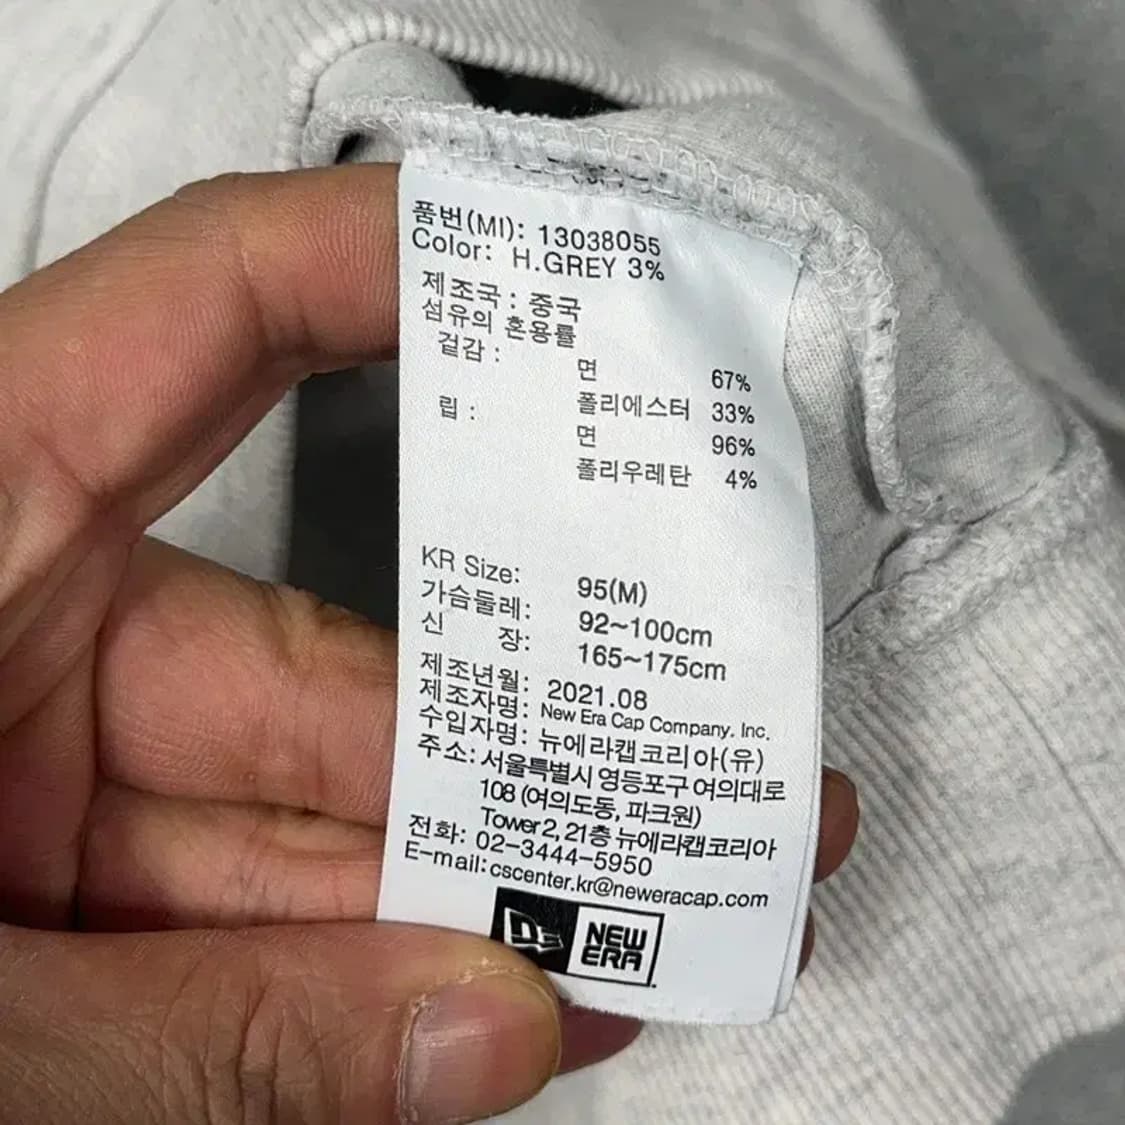 품번(MI): 13038055
Color: H.GREY 3%
제조국 : 중국
섬유의 혼용률
겉감 :
면 67%
폴리에스터 33%
립 :
면 96%
폴리우레탄 4%
KR Size: 95(M)
가슴둘레: 92~100cm
신 장: 165~175cm
제조년월: 2021.08
제조자명: New Era Cap Company. Inc.
수입자명: 뉴에라캡코리아(유)
주소: 서울특별시 영등포구 여의대로
108 (여의도동, 파크원)
Tower 2, 21층 뉴에라캡코리아
전화: 02-3444-5950
E-mail:cscenter.kr@neweracap.com
NEW
ERA